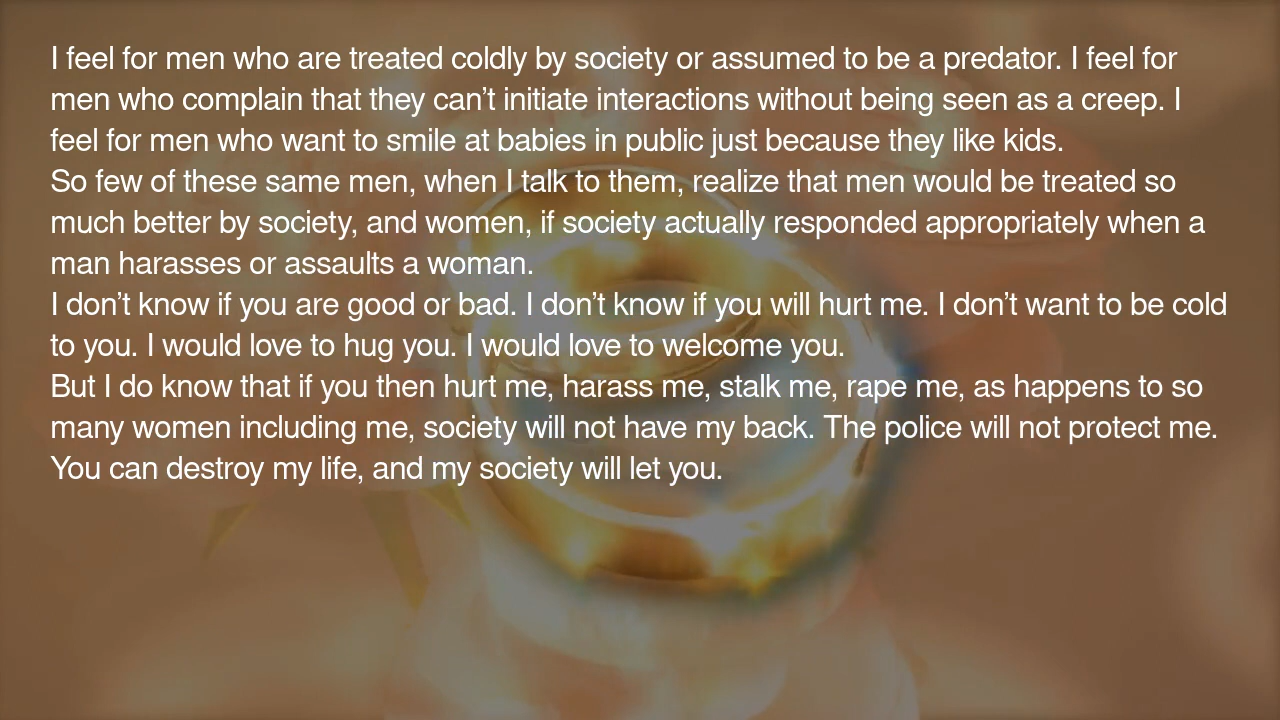 I feel for men who are treated coldly by society or assumed to be a predator. I feel for
men who complain that they can’t initiate interactions without being seen as a creep. I
feel for men who want to smile at babies in public just because they like kids.
So few of these same men, when I talk to them, realize that men would be treated so
much better by society, and women, if society actually responded appropriately when a
man harasses or assaults a woman.
I don’t know if you are good or bad. I don’t know if you will hurt me. I don’t want to be cold
to you. I would love to hug you. I would love to welcome you.
But I do know that if you then hurt me, harass me, stalk me, rape me, as happens to so
many women including me, society will not have my back. The police will not protect me.
You can destroy my life, and my society will let you.